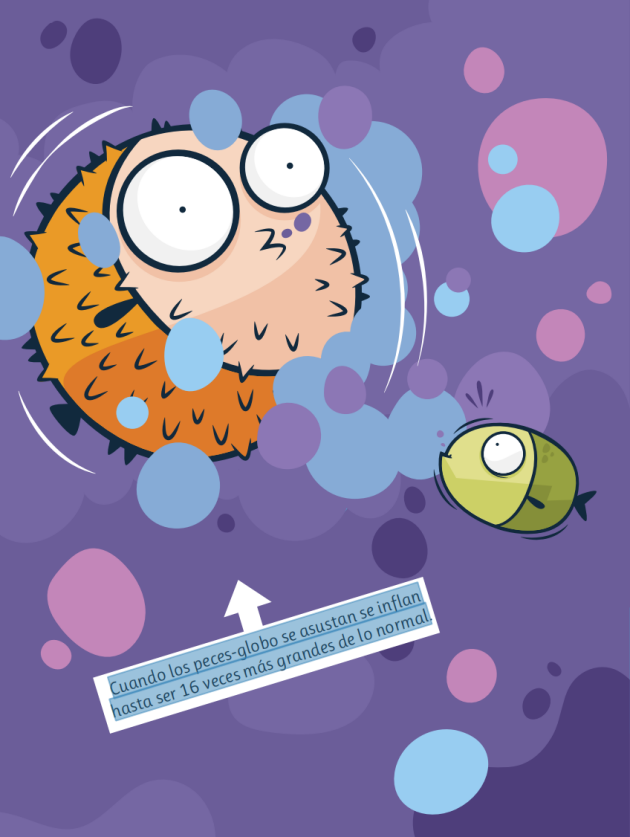 Cuando los peces-globo se asustan se inflan
hasta ser 16 veces más grandes de lo normal.